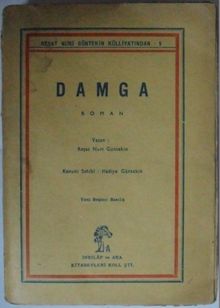 REŞAT NURİ GÜNTEKİN KÜLLİYATINDAN - 5
DAMGA
ROMAN
Yazan :
Reşat Nuri Güntekin
Kanuni Sahibi : Hadiye Güntekin
Basılış
İNKILÂP ve AKA
KİTABEVLERİ KOLL. ŞTİ.